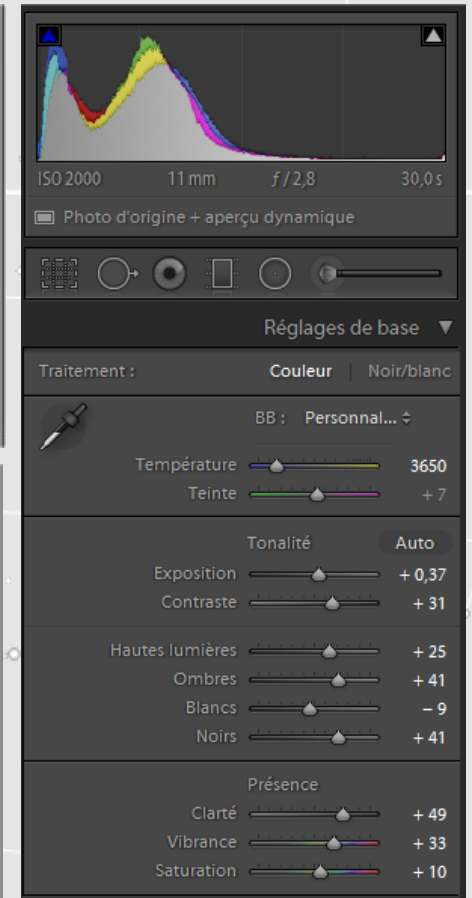 ISO 2000 11 mm ƒ / 2,8 30,0 s
Photo d'origine + aperçu dynamique
Réglages de base ▼
Traitement : Couleur | Noir/blanc
BB : Personnal...
Température 3650
Teinte + 7
Tonalité Auto
Exposition + 0,37
Contraste + 31
Hautes lumières + 25
Ombres + 41
Blancs – 9
Noirs + 41
Présence
Clarté + 49
Vibrance + 33
Saturation + 10